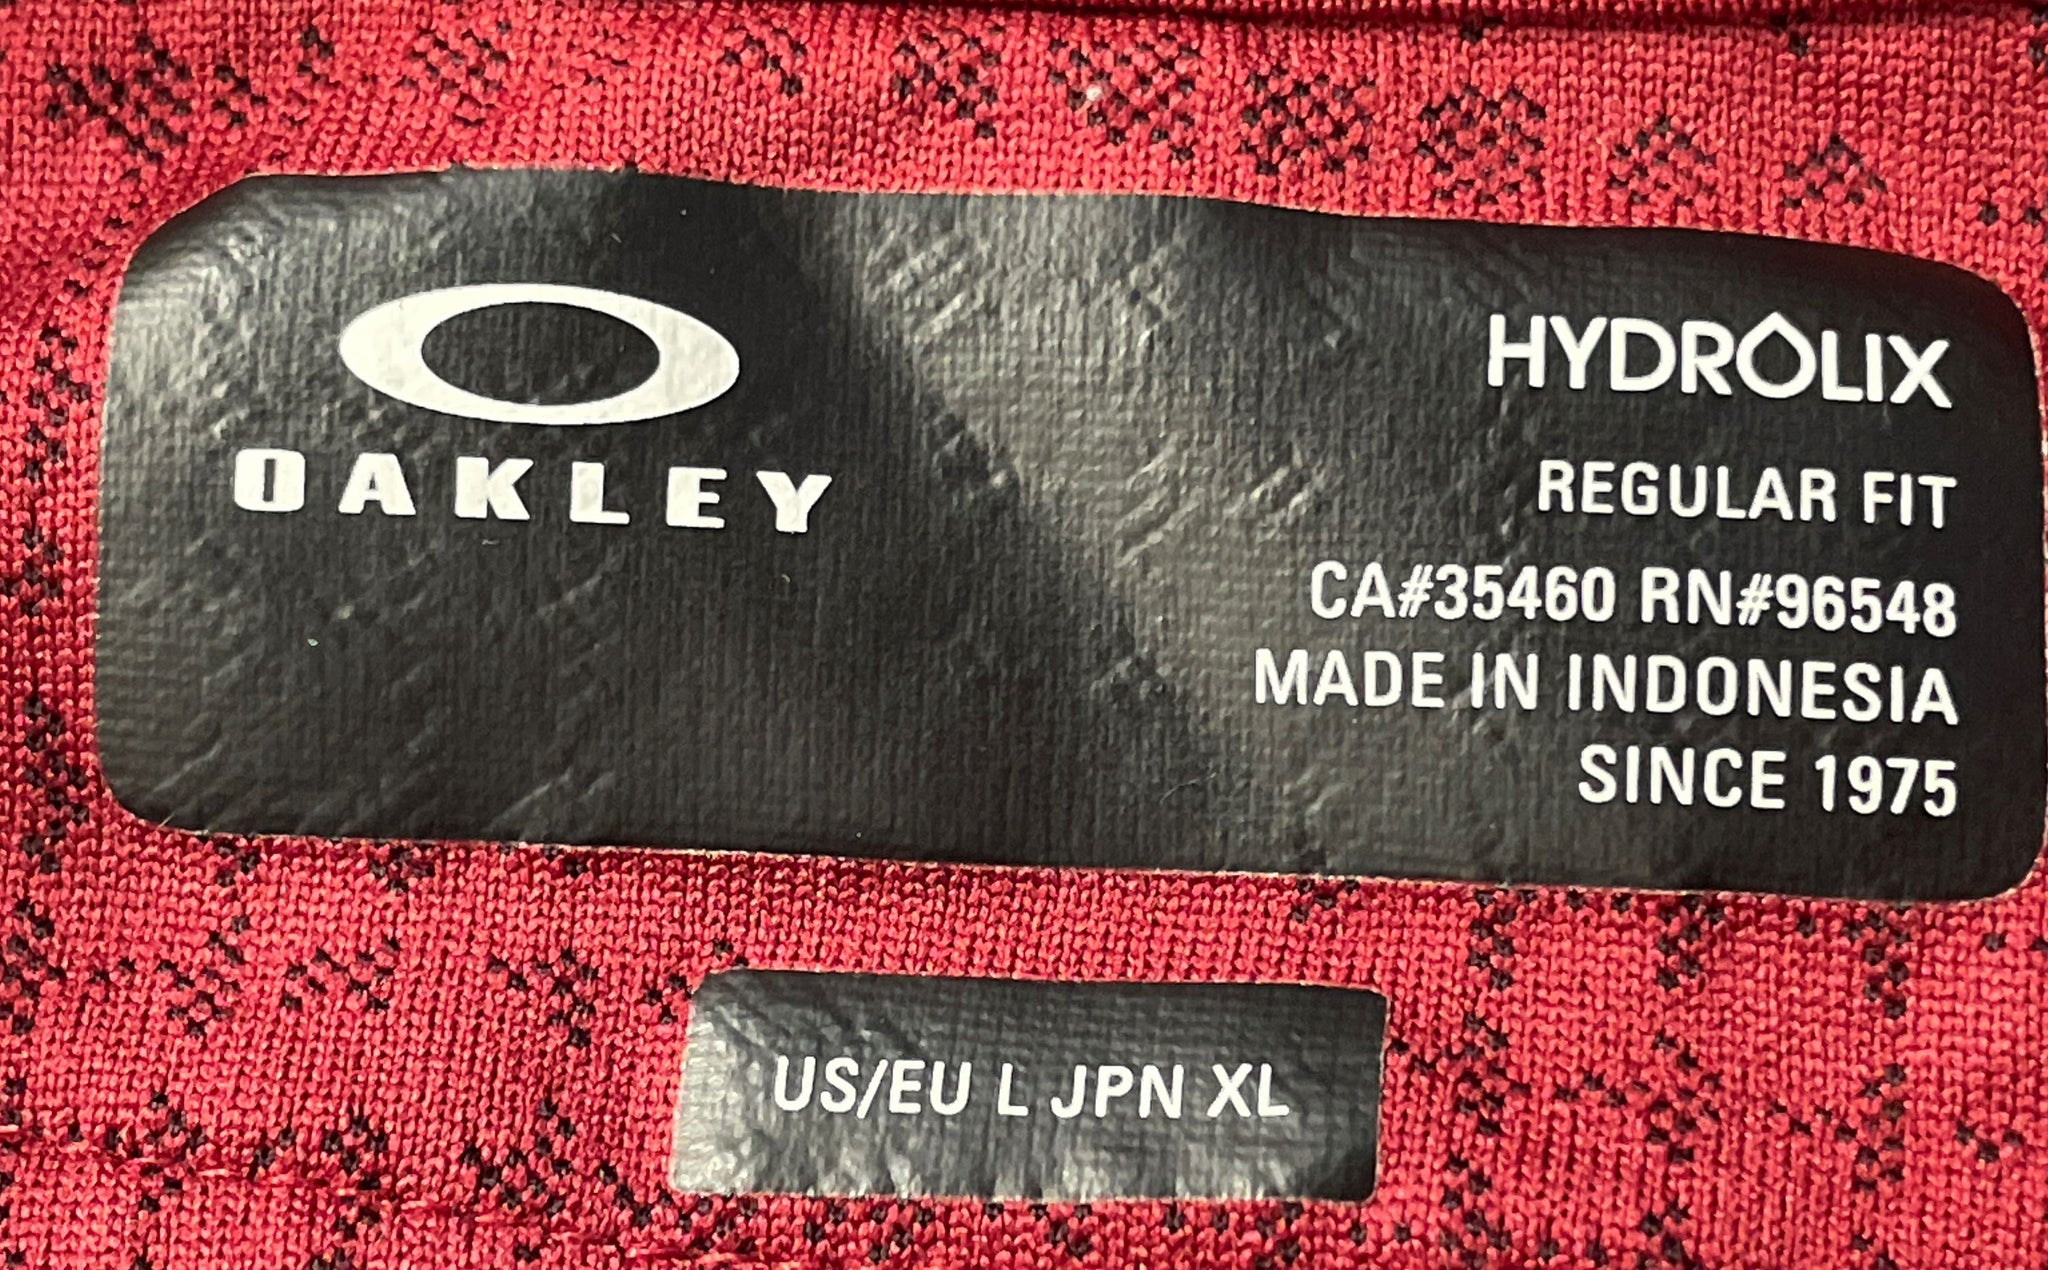 OAKLEY
HYDROLIX
REGULAR FIT
CA#35460 RN#96548
MADE IN INDONESIA
SINCE 1975
US/EU L JPN XL